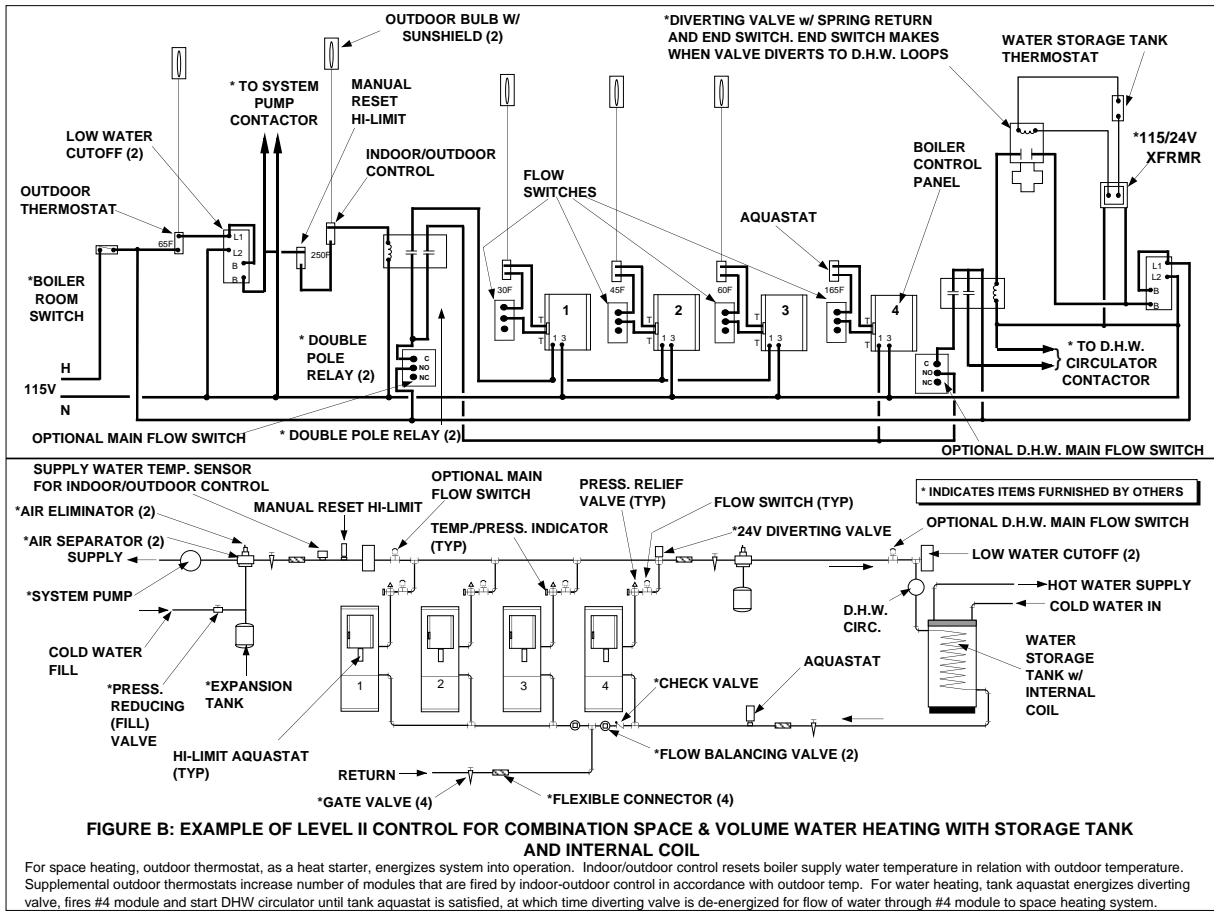 OUTDOOR BULB W/
SUNSHIELD (2)
*DIVERTING VALVE w/ SPRING RETURN
AND END SWITCH. END SWITCH MAKES
WHEN VALVE DIVERTS TO D.H.W. LOOPS
WATER STORAGE TANK
THERMOSTAT
* TO SYSTEM
PUMP
CONTACTOR
MANUAL
RESET
HI-LIMIT
LOW WATER
CUTOFF (2)
INDOOR/OUTDOOR
CONTROL
FLOW
SWITCHES
BOILER
CONTROL
PANEL
*115/24V
XFRMR
OUTDOOR
THERMOSTAT
AQUASTAT
65F
L1
L2
B
B
250F
30F
45F
60F
165F
L1
L2
B
B
*BOILER
ROOM
SWITCH
1
2
3
4
T
T
T
T
T
T
T
T
1 3
1 3
1 3
1 3
* DOUBLE
POLE
RELAY (2)
C
NO
NC
C
NO
NC
* TO D.H.W.
CIRCULATOR
CONTACTOR
H
115V
N
OPTIONAL MAIN FLOW SWITCH
* DOUBLE POLE RELAY (2)
OPTIONAL D.H.W. MAIN FLOW SWITCH
SUPPLY WATER TEMP. SENSOR
FOR INDOOR/OUTDOOR CONTROL
OPTIONAL MAIN
FLOW SWITCH
PRESS. RELIEF
VALVE (TYP)
FLOW SWITCH (TYP)
* INDICATES ITEMS FURNISHED BY OTHERS
*AIR ELIMINATOR (2)
MANUAL RESET HI-LIMIT
TEMP./PRESS. INDICATOR
(TYP)
*24V DIVERTING VALVE
OPTIONAL D.H.W. MAIN FLOW SWITCH
*AIR SEPARATOR (2)
SUPPLY
LOW WATER CUTOFF (2)
*SYSTEM PUMP
HOT WATER SUPPLY
COLD WATER IN
D.H.W.
CIRC.
COLD WATER
FILL
WATER
STORAGE
TANK w/
INTERNAL
COIL
AQUASTAT
*PRESS.
REDUCING
(FILL)
VALVE
*EXPANSION
TANK
1
2
3
4
*CHECK VALVE
HI-LIMIT AQUASTAT
(TYP)
*FLOW BALANCING VALVE (2)
RETURN
*GATE VALVE (4)
*FLEXIBLE CONNECTOR (4)
FIGURE B: EXAMPLE OF LEVEL II CONTROL FOR COMBINATION SPACE & VOLUME WATER HEATING WITH STORAGE TANK
AND INTERNAL COIL
For space heating, outdoor thermostat, as a heat starter, energizes system into operation. Indoor/outdoor control resets boiler supply water temperature in relation with outdoor temperature.
Supplemental outdoor thermostats increase number of modules that are fired by indoor-outdoor control in accordance with outdoor temp. For water heating, tank aquastat energizes diverting
valve, fires #4 module and start DHW circulator until tank aquastat is satisfied, at which time diverting valve is de-energized for flow of water through #4 module to space heating system.